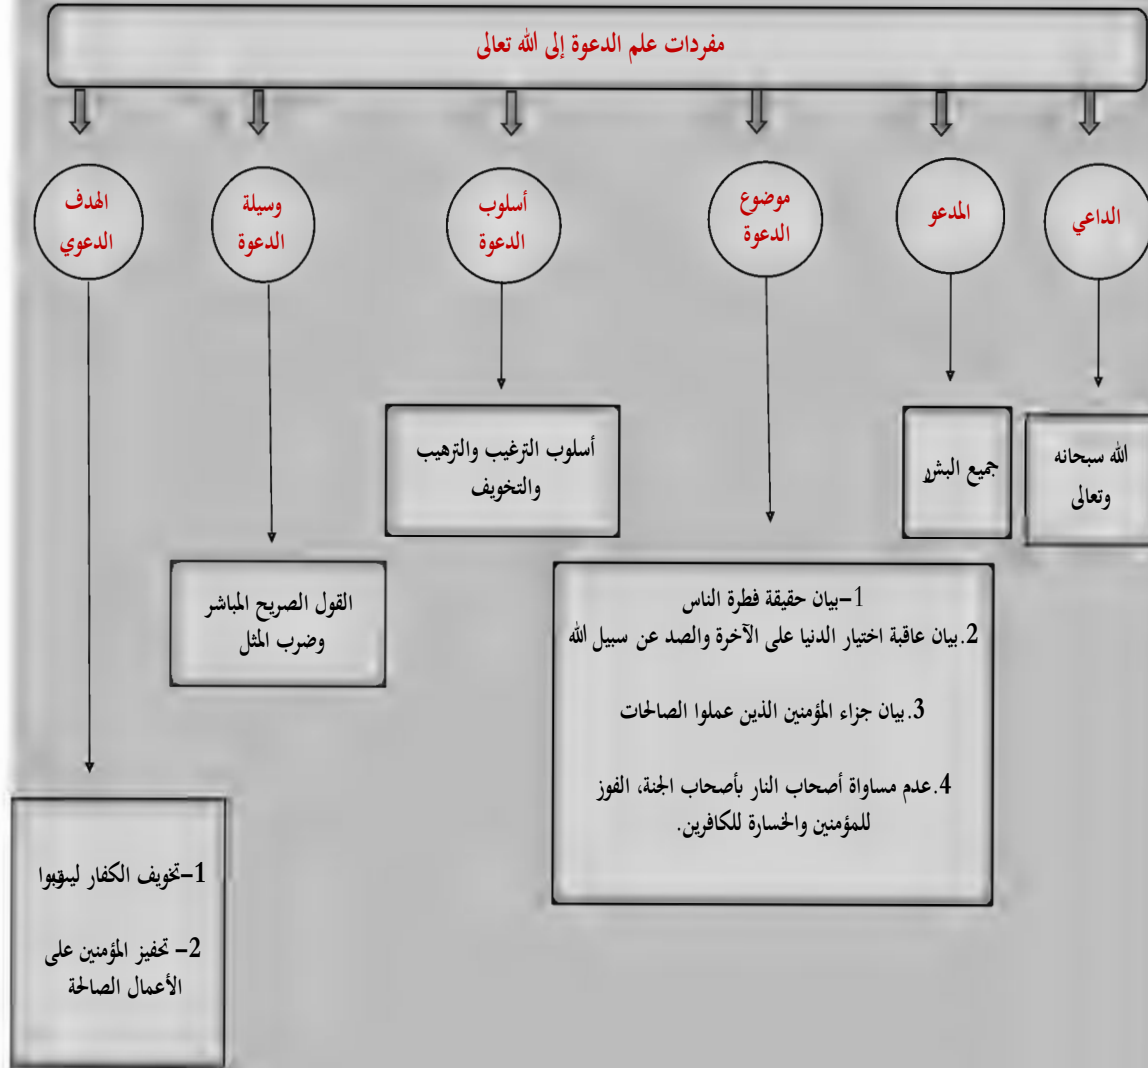 مفردات علم الدعوة إلى الله تعالى
الداعي
المدعو
موضوع
الدعوة
أسلوب
الدعوة
وسيلة
الدعوة
الهدف
الدعوي
الله سبحانه
وتعالى
جميع البشر
1-بيان حقيقة فطرة الناس
2.بيان عاقبة اختيار الدنيا على الآخرة والصد عن سبيل الله
3.بيان جزاء المؤمنين الذين عملوا الصالحات
4.عدم مساواة أصحاب النار بأصحاب الجنة، الفوز
للمؤمنين والخسارة للكافرين.
أسلوب الترغيب والترهيب
والتخويف
القول الصريح المباشر
وضرب المثل
1-تخويف الكفار ليتوبوا
2- تحفيز المؤمنين على
الأعمال الصالحة